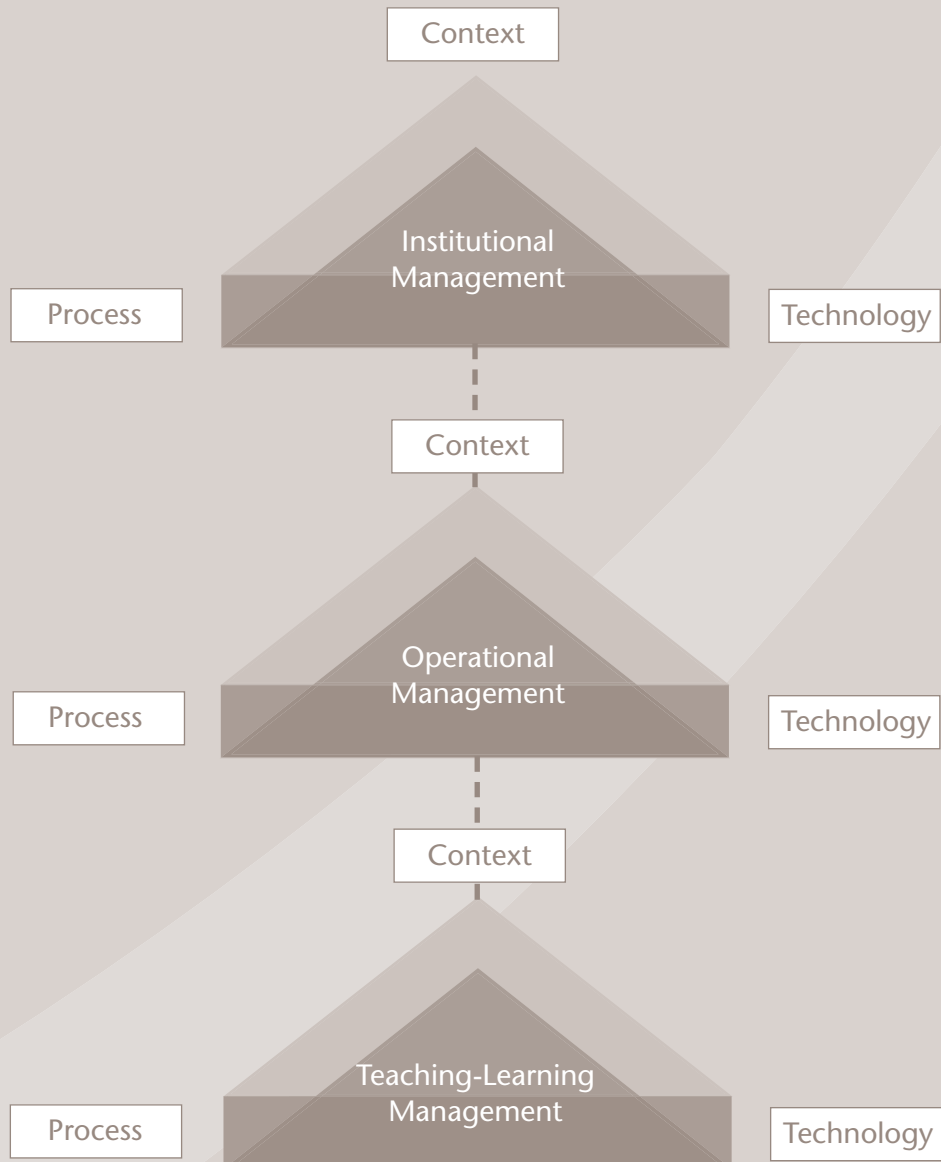 Context
Institutional
Management
Process
Technology
Context
Operational
Management
Process
Technology
Context
Teaching-Learning
Management
Process
Technology